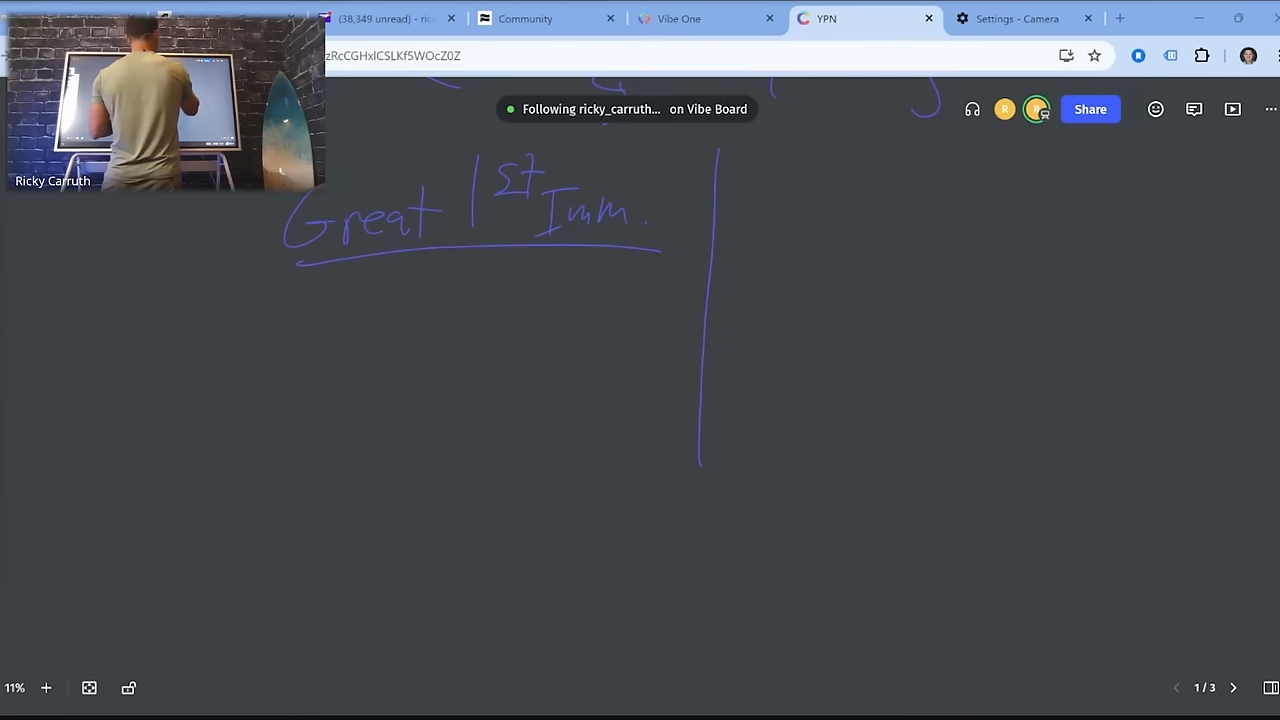 (38,349 unread) - ric
Community
Vibe One
YPN
Settings - Camera
zRcCGHxlCSLKf5WOcZ0Z
Following ricky_carruth... on Vibe Board
R
R
Share
Ricky Carruth
Great 1st Imm.
11%
1 / 3